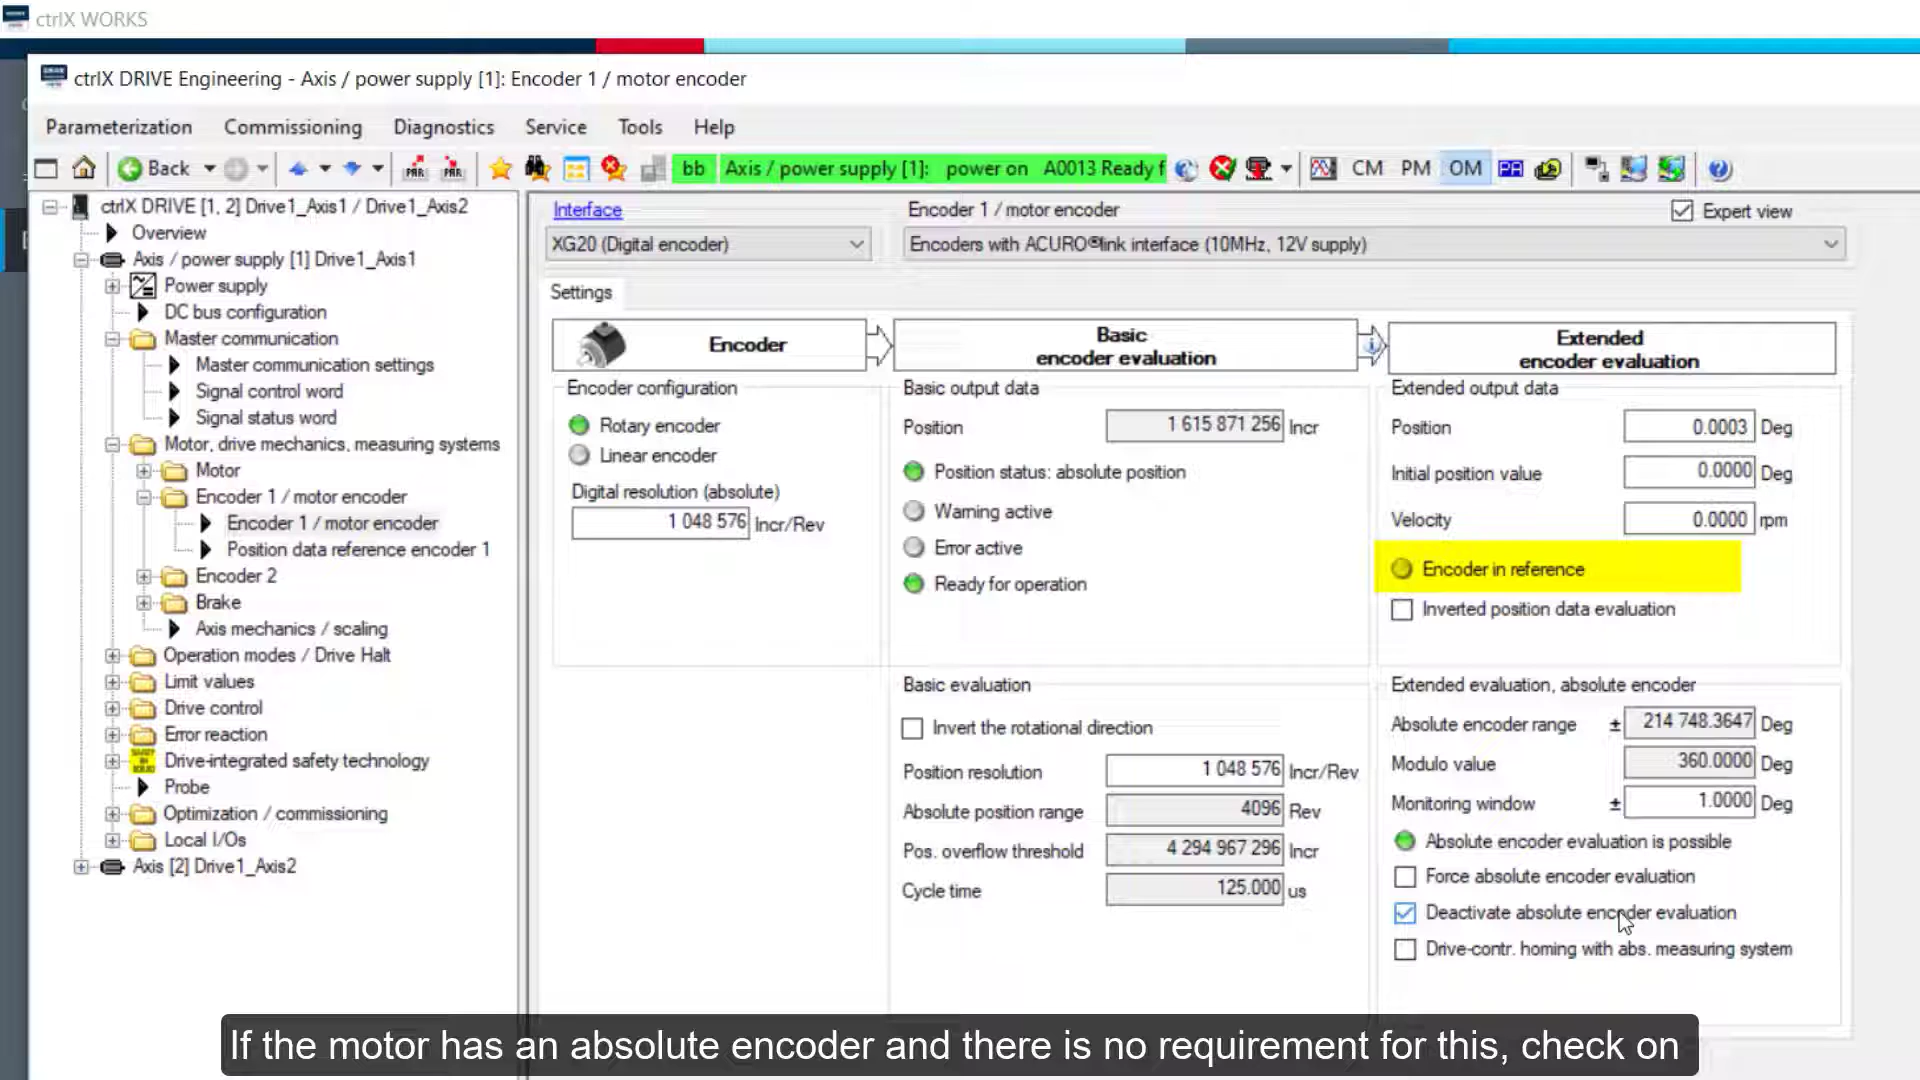 ctrlX WORKS
ctrlX DRIVE Engineering - Axis / power supply [1]: Encoder 1 / motor encoder
Parameterization Commissioning Diagnostics Service Tools Help
Back PAR PAR bb Axis / power supply [1]: power on A0013 Ready f CM PM OM
ctrlX DRIVE [1, 2] Drive1_Axis1 / Drive1_Axis2
Overview
Axis / power supply [1] Drive1_Axis1
Power supply
DC bus configuration
Master communication
Master communication settings
Signal control word
Signal status word
Motor, drive mechanics, measuring systems
Motor
Encoder 1 / motor encoder
Encoder 1 / motor encoder
Position data reference encoder 1
Encoder 2
Brake
Axis mechanics / scaling
Operation modes / Drive Halt
Limit values
Drive control
Error reaction
Drive-integrated safety technology
Probe
Optimization / commissioning
Local I/Os
Axis [2] Drive1_Axis2
Interface
XG20 (Digital encoder)
Encoder 1 / motor encoder
Expert view
Encoders with ACURO®link interface (10MHz, 12V supply)
Settings
Encoder
Encoder configuration
Rotary encoder
Linear encoder
Digital resolution (absolute)
1 048 576 Incr/Rev
Basic
encoder evaluation
Basic output data
Position 1 615 871 256 Incr
Position status: absolute position
Warning active
Error active
Ready for operation
Basic evaluation
Invert the rotational direction
Position resolution 1 048 576 Incr/Rev
Absolute position range 4096 Rev
Pos. overflow threshold 4 294 967 296 Incr
Cycle time 125.000 us
Extended
encoder evaluation
Extended output data
Position 0.0003 Deg
Initial position value 0.0000 Deg
Velocity 0.0000 rpm
Encoder in reference
Inverted position data evaluation
Extended evaluation, absolute encoder
Absolute encoder range ± 214 748.3647 Deg
Modulo value 360.0000 Deg
Monitoring window ± 1.0000 Deg
Absolute encoder evaluation is possible
Force absolute encoder evaluation
Deactivate absolute encoder evaluation
Drive-contr. homing with abs. measuring system
If the motor has an absolute encoder and there is no requirement for this, check on